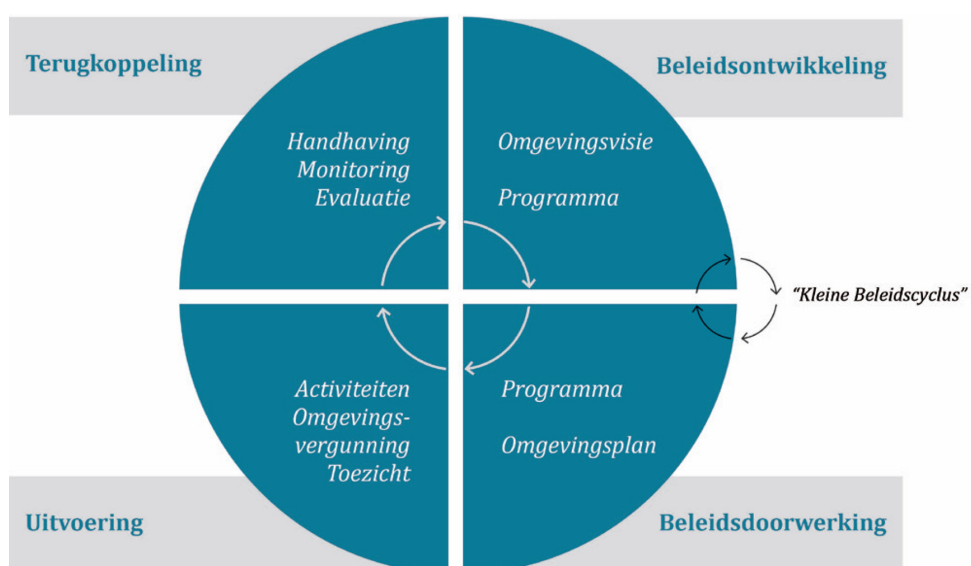 Terugkoppeling
Beleidsontwikkeling
Handhaving
Monitoring
Evaluatie
Omgevingsvisie
Programma
“Kleine Beleidscyclus”
Activiteiten
Omgevings-
vergunning
Toezicht
Programma
Omgevingsplan
Uitvoering
Beleidsdoorwerking